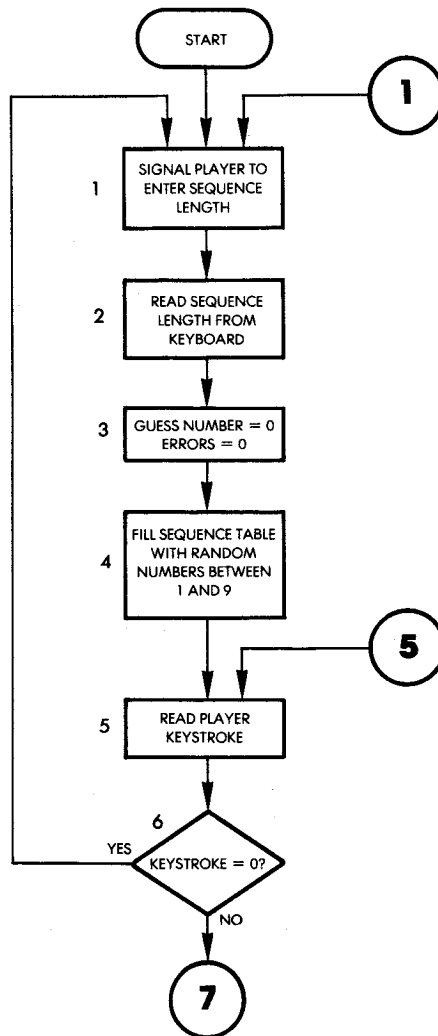 START
1
SIGNAL PLAYER TO
ENTER SEQUENCE
LENGTH
1
READ SEQUENCE
LENGTH FROM
KEYBOARD
2
GUESS NUMBER = 0
ERRORS = 0
3
FILL SEQUENCE TABLE
WITH RANDOM
NUMBERS BETWEEN
1 AND 9
4
5
READ PLAYER
KEYSTROKE
5
6
KEYSTROKE = 0?
YES
NO
7